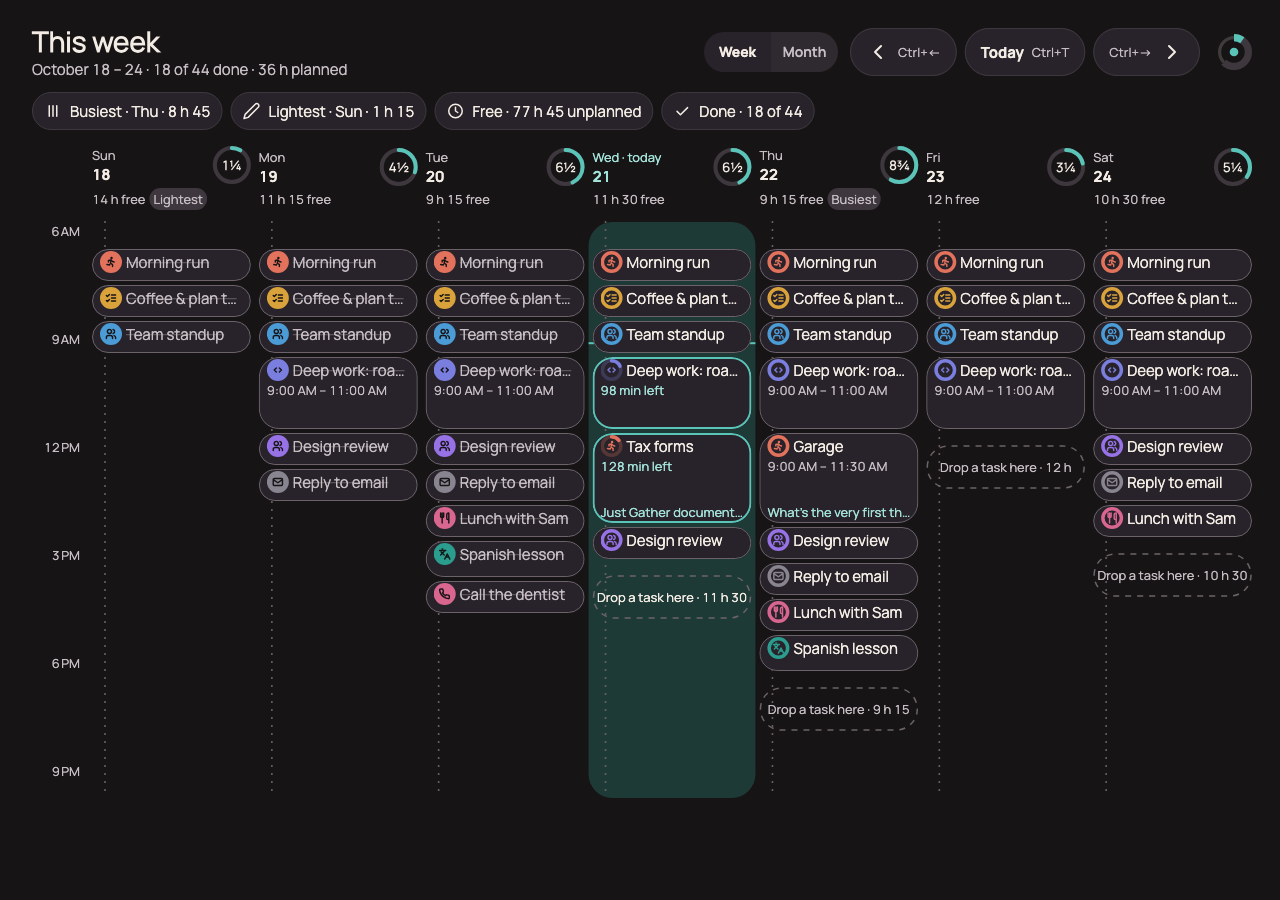 This week
October 18 – 24 · 18 of 44 done · 36 h planned
Week Month
Ctrl+←
Today Ctrl+T
Ctrl+→
Busiest · Thu · 8 h 45
Lightest · Sun · 1 h 15
Free · 77 h 45 unplanned
Done · 18 of 44
Sun
18
1¼
14 h free Lightest
Mon
19
4½
11 h 15 free
Tue
20
6½
9 h 15 free
Wed · today
21
6½
11 h 30 free
Thu
22
8¾
9 h 15 free Busiest
Fri
23
3¼
12 h free
Sat
24
5¼
10 h 30 free
6 AM
9 AM
12 PM
3 PM
6 PM
9 PM
Morning run
Coffee & plan t...
Team standup
Morning run
Coffee & plan t...
Team standup
Deep work: roa...
9:00 AM – 11:00 AM
Design review
Reply to email
Morning run
Coffee & plan t...
Team standup
Deep work: roa...
9:00 AM – 11:00 AM
Design review
Reply to email
Lunch with Sam
Spanish lesson
Call the dentist
Morning run
Coffee & plan t...
Team standup
Deep work: roa...
98 min left
Tax forms
128 min left
Just Gather document...
Design review
Drop a task here · 11 h 30
Morning run
Coffee & plan t...
Team standup
Deep work: roa...
9:00 AM – 11:00 AM
Garage
9:00 AM – 11:30 AM
What's the very first th...
Design review
Reply to email
Lunch with Sam
Spanish lesson
Drop a task here · 9 h 15
Morning run
Coffee & plan t...
Team standup
Deep work: roa...
9:00 AM – 11:00 AM
Drop a task here · 12 h
Morning run
Coffee & plan t...
Team standup
Deep work: roa...
9:00 AM – 11:00 AM
Design review
Reply to email
Lunch with Sam
Drop a task here · 10 h 30